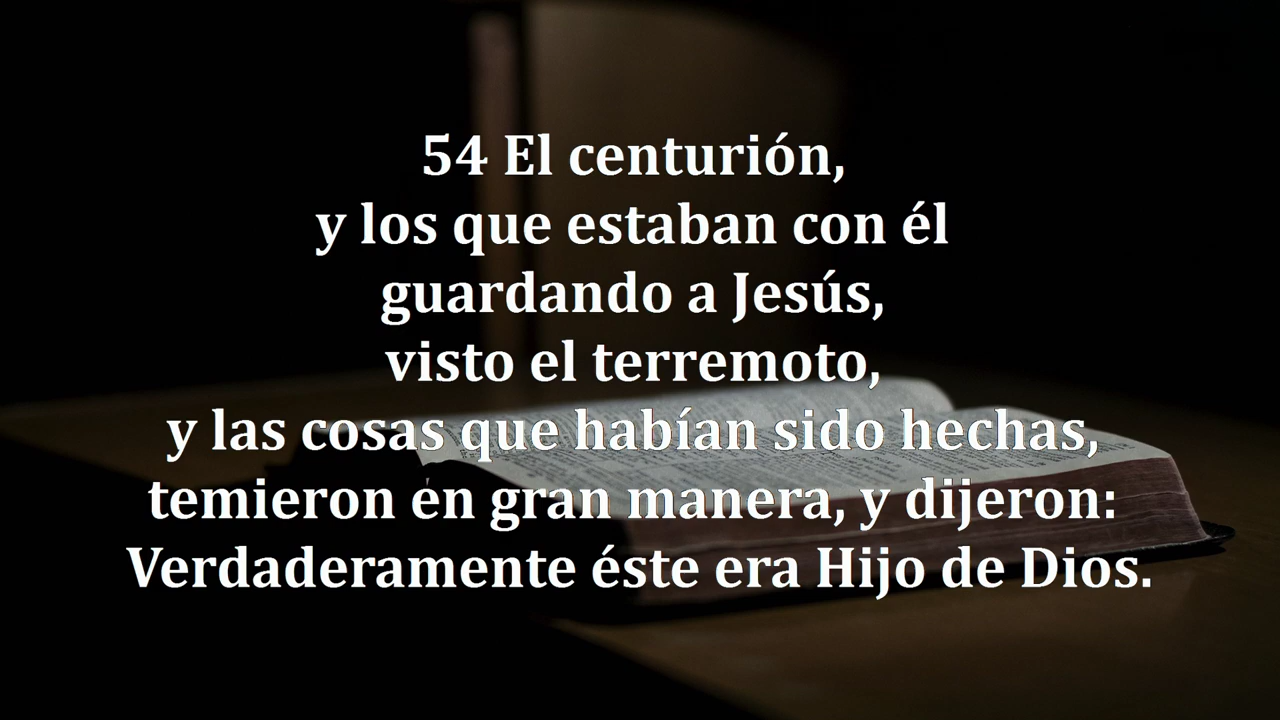 54 El centurión,
y los que estaban con él
guardando a Jesús,
visto el terremoto,
y las cosas que habían sido hechas,
temieron en gran manera, y dijeron:
Verdaderamente éste era Hijo de Dios.